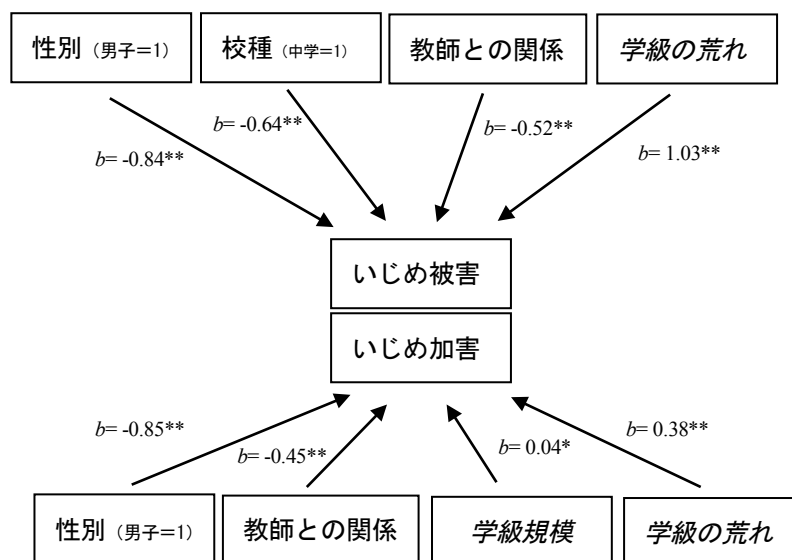 性別（男子＝1）
校種（中学＝1）
教師との関係
学級の荒れ
b= -0.84**
b= -0.64**
b= -0.52**
b= 1.03**
いじめ被害
いじめ加害
b= -0.85**
b= -0.45**
b= 0.04*
b= 0.38**
性別（男子＝1）
教師との関係
学級規模
学級の荒れ